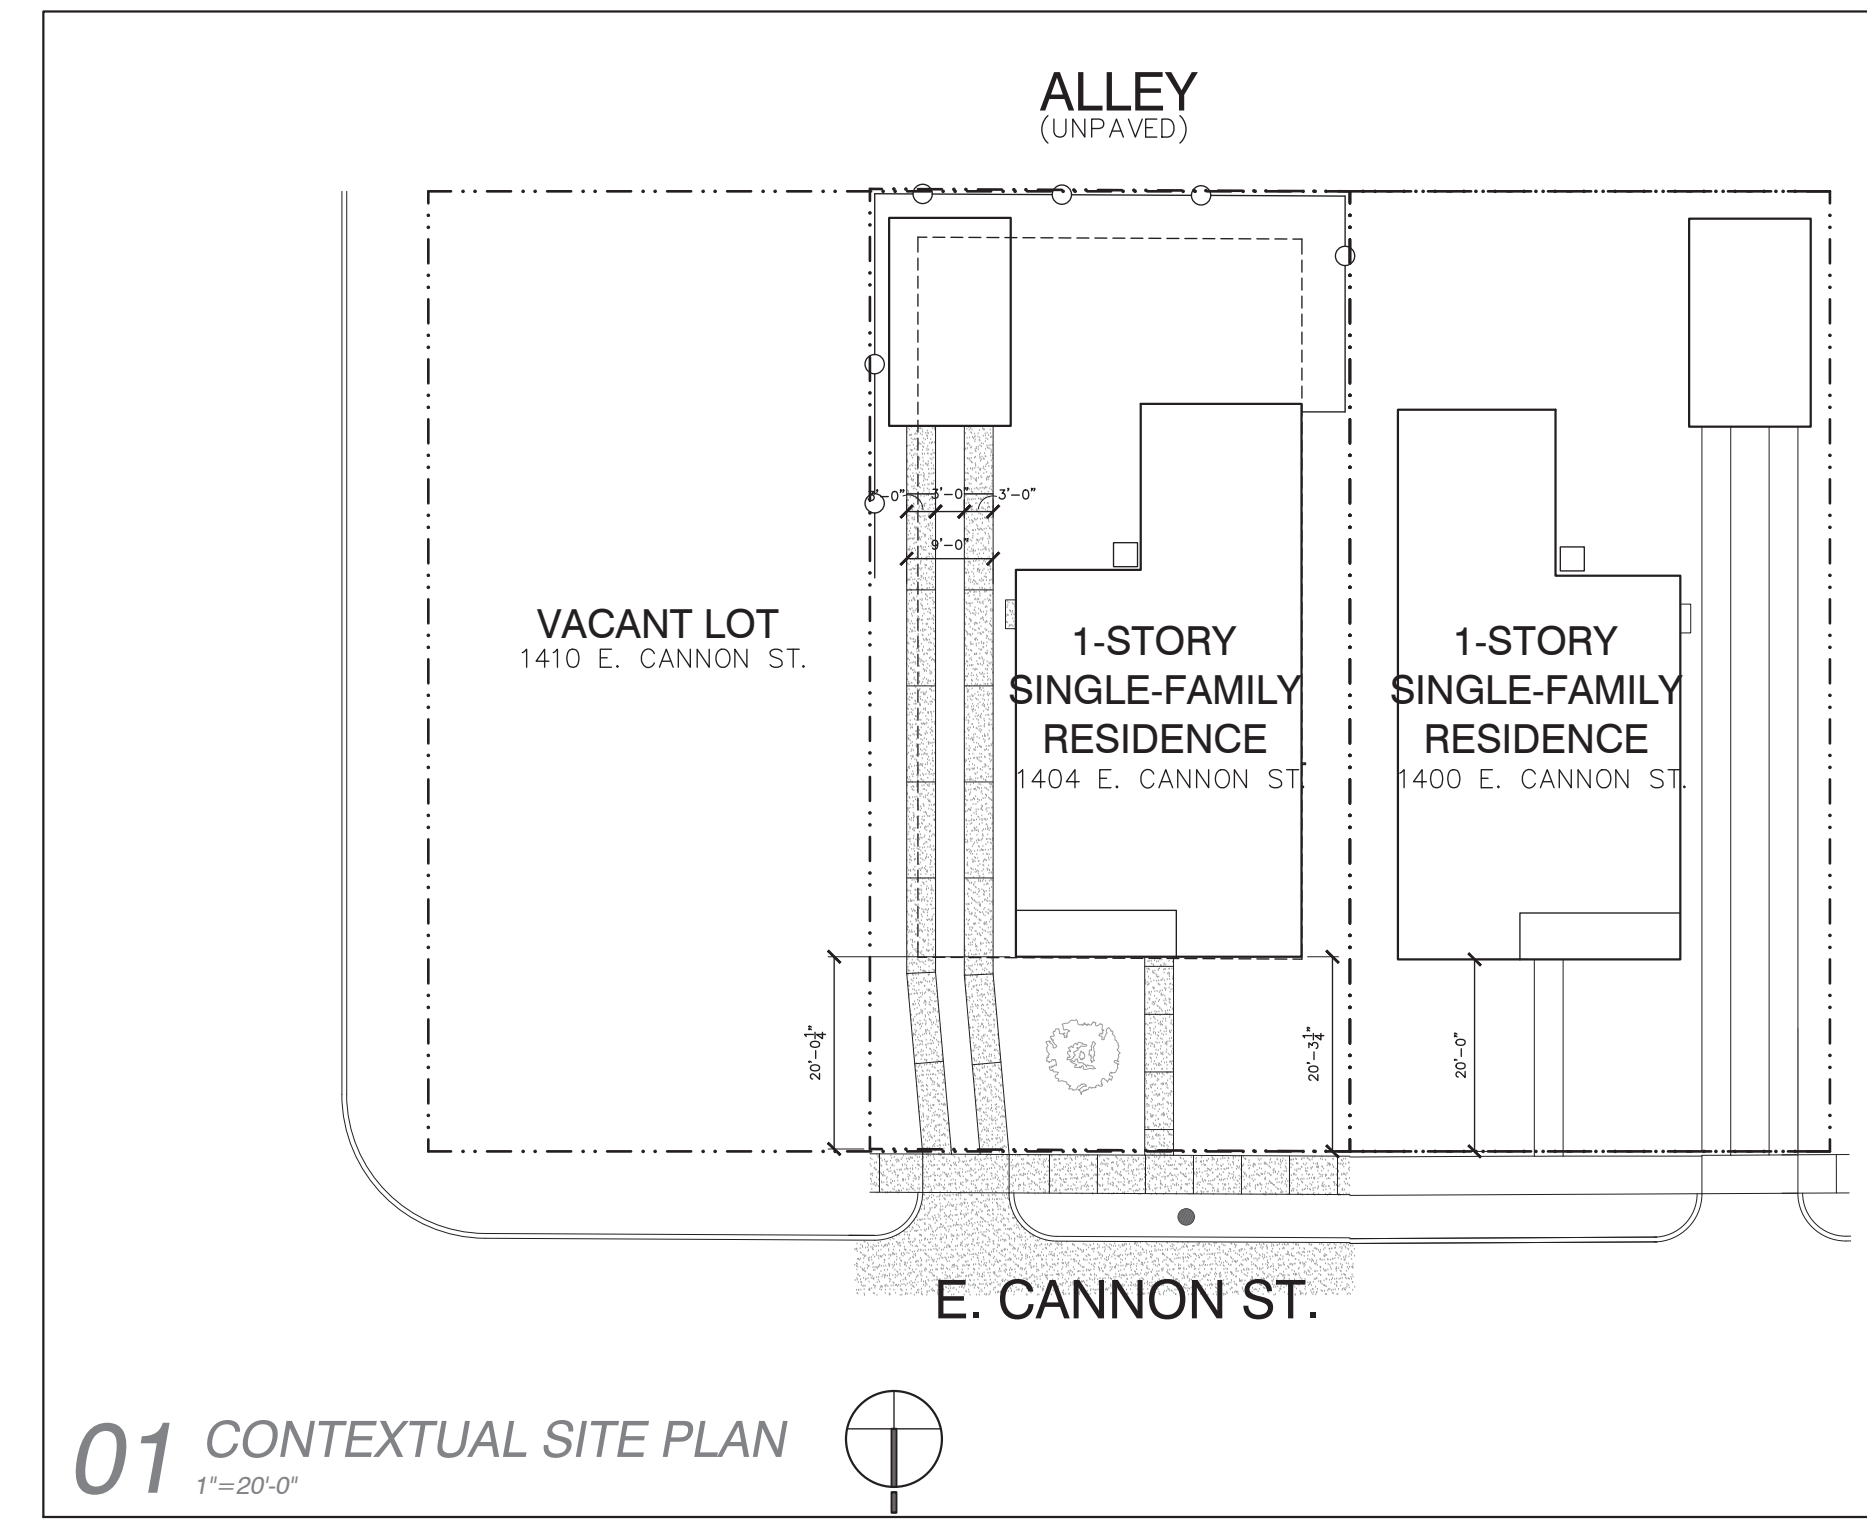 ALLEY
(UNPAVED)
3'-0" 3'-0" 3'-0"
9'-0"
VACANT LOT
1410 E. CANNON ST.
1-STORY
SINGLE-FAMILY
RESIDENCE
1404 E. CANNON ST.
1-STORY
SINGLE-FAMILY
RESIDENCE
1400 E. CANNON ST.
20'-0¼"
20'-3¼"
20'-0"
E. CANNON ST.
01 CONTEXTUAL SITE PLAN
1"=20'-0"